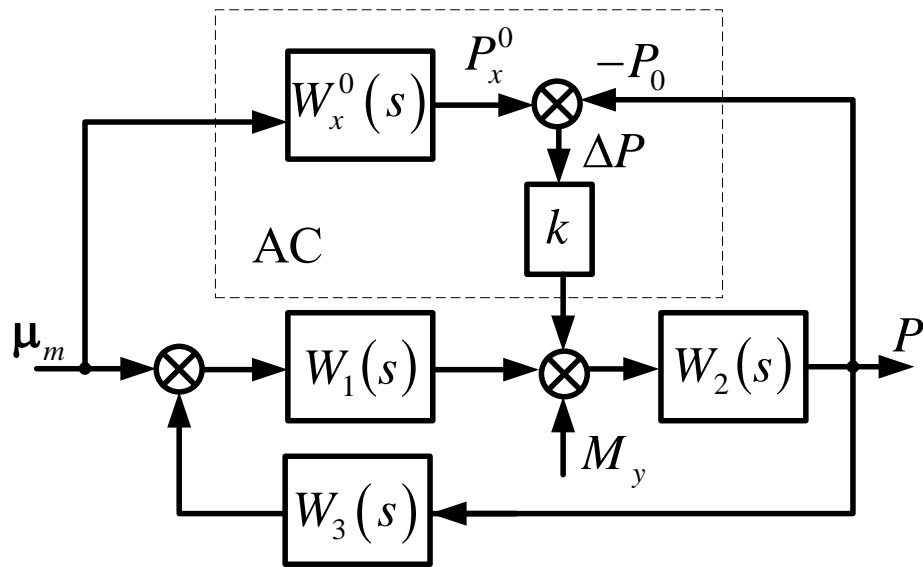 W_x^0(s)
P_x^0
−P_0
ΔP
k
AC
μ_m
W_1(s)
W_2(s)
P
M_y
W_3(s)